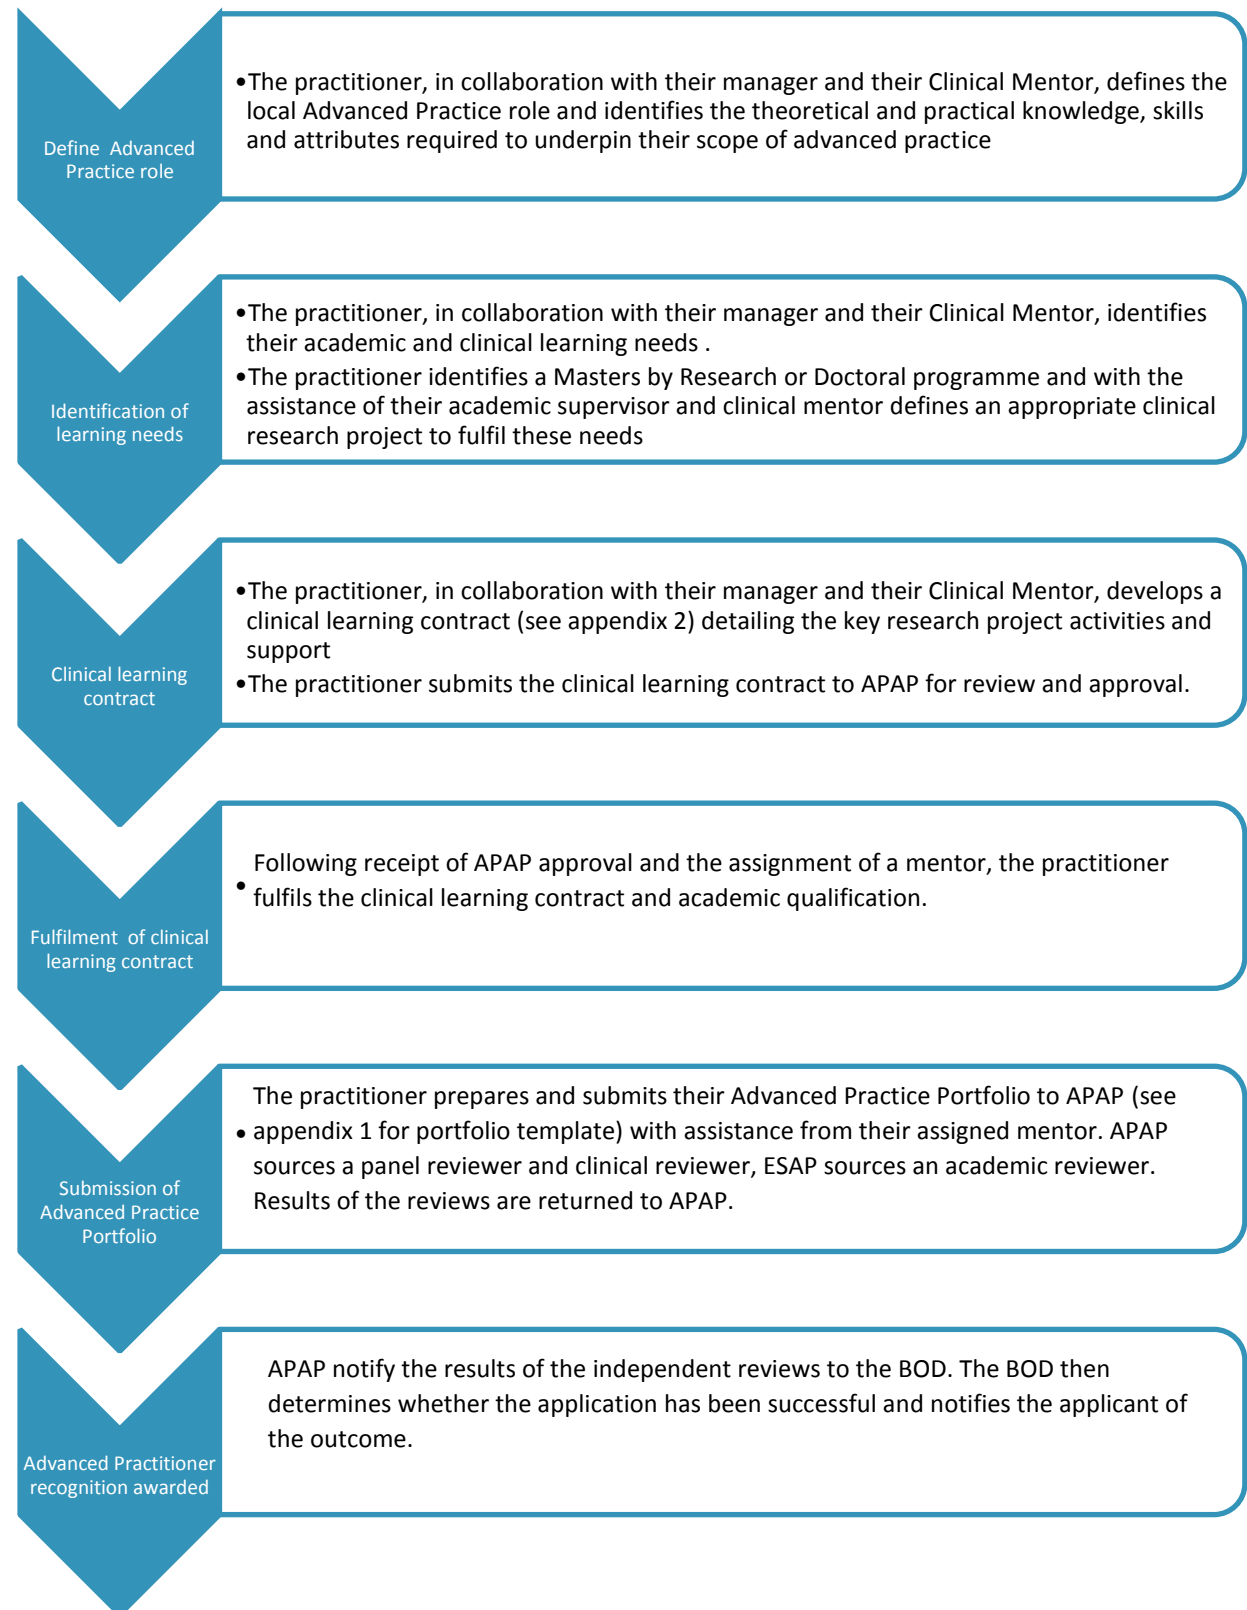 Define  Advanced
Practice role
•The practitioner, in collaboration with their manager and their Clinical Mentor, defines the
local Advanced Practice role and identifies the theoretical and practical knowledge, skills
and attributes required to underpin their scope of advanced practice
Identification of
learning needs
•The practitioner, in collaboration with their manager and their Clinical Mentor, identifies
their academic and clinical learning needs .
•The practitioner identifies a Masters by Research or Doctoral programme and with the
assistance of their academic supervisor and clinical mentor defines an appropriate clinical
research project to fulfil these needs
Clinical learning
contract
•The practitioner, in collaboration with their manager and their Clinical Mentor, develops a
clinical learning contract (see appendix 2) detailing the key research project activities and
support
•The practitioner submits the clinical learning contract to APAP for review and approval.
Fulfilment  of clinical
learning contract
Following receipt of APAP approval and the assignment of a mentor, the practitioner
• fulfils the clinical learning contract and academic qualification.
Submission of
Advanced Practice
Portfolio
The practitioner prepares and submits their Advanced Practice Portfolio to APAP (see
• appendix 1 for portfolio template) with assistance from their assigned mentor. APAP
sources a panel reviewer and clinical reviewer, ESAP sources an academic reviewer.
Results of the reviews are returned to APAP.
Advanced Practitioner
recognition awarded
APAP notify the results of the independent reviews to the BOD. The BOD then
determines whether the application has been successful and notifies the applicant of
the outcome.